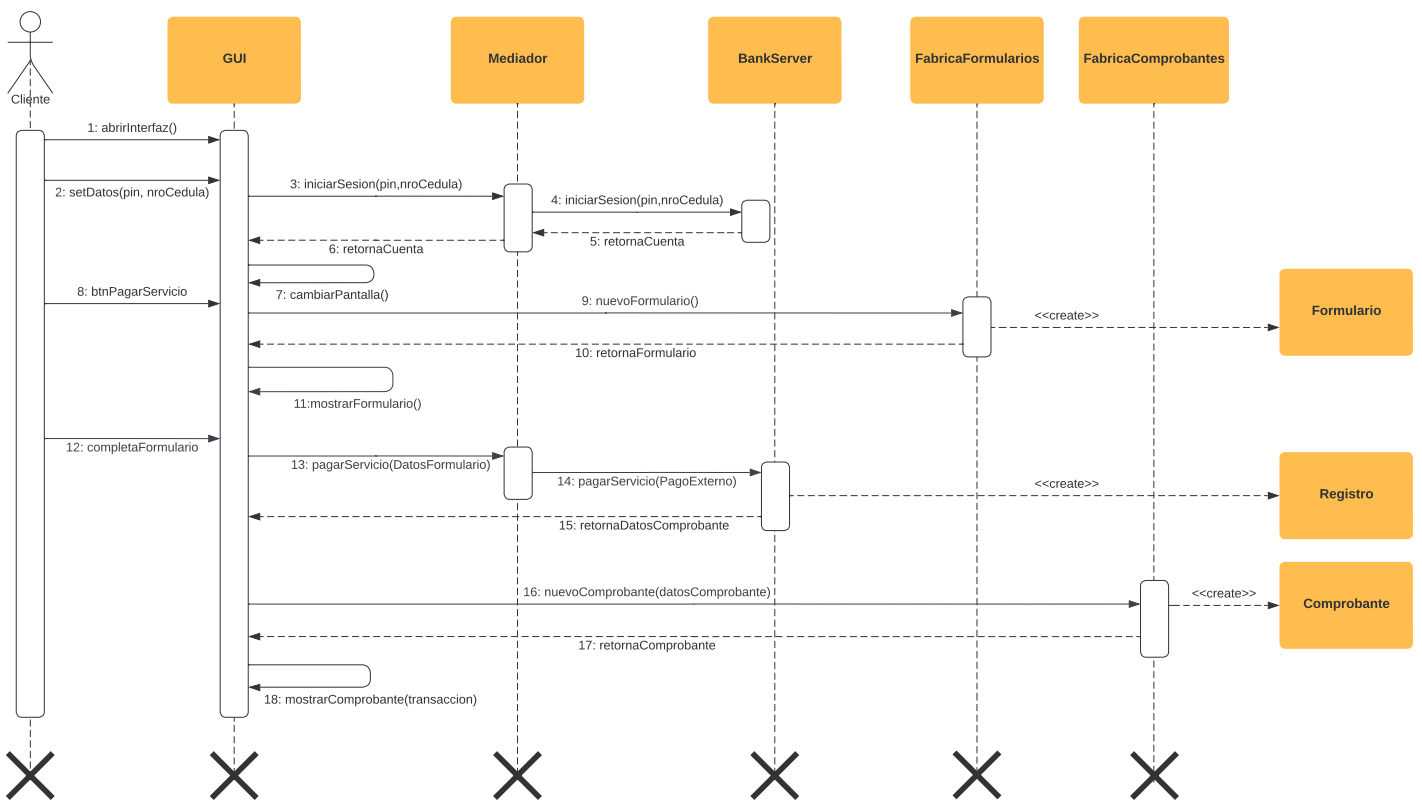 GUI
Mediador
BankServer
FabricaFormularios
FabricaComprobantes
Cliente
1: abrirInterfaz()
2: setDatos(pin, nroCedula)
3: iniciarSesion(pin,nroCedula)
4: iniciarSesion(pin,nroCedula)
5: retornaCuenta
6: retornaCuenta
7: cambiarPantalla()
8: btnPagarServicio
9: nuevoFormulario()
<<create>>
Formulario
10: retornaFormulario
11:mostrarFormulario()
12: completaFormulario
13: pagarServicio(DatosFormulario)
14: pagarServicio(PagoExterno)
<<create>>
Registro
15: retornaDatosComprobante
16: nuevoComprobante(datosComprobante)
<<create>>
Comprobante
17: retornaComprobante
18: mostrarComprobante(transaccion)